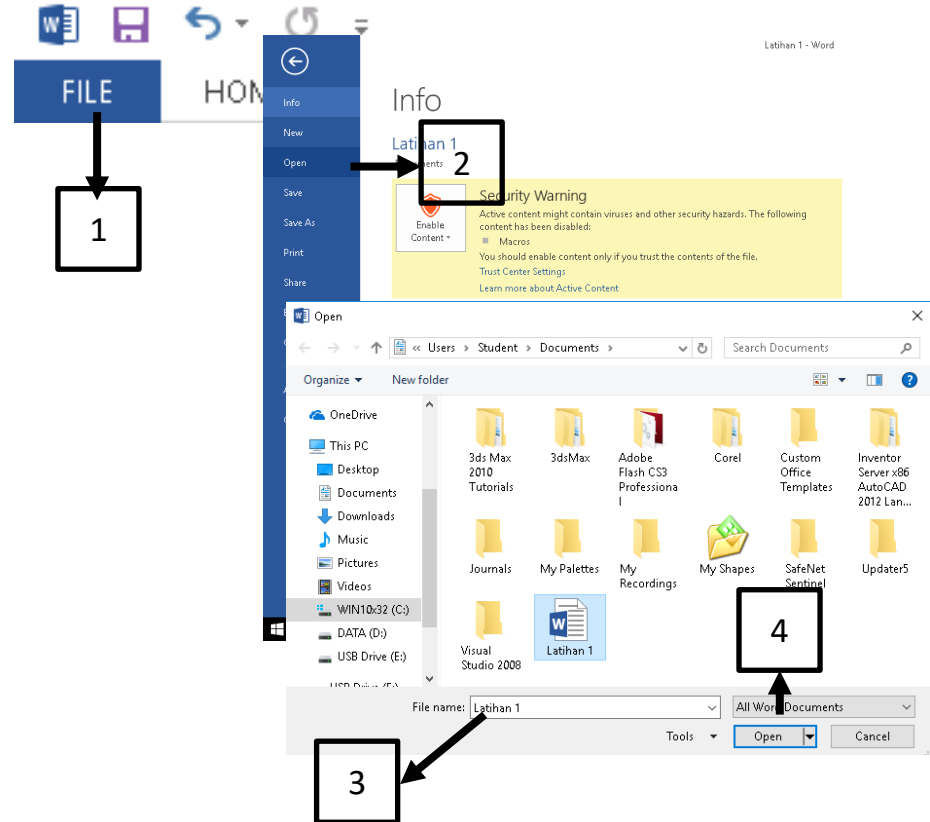 FILE
HOM
1
Latihan 1 - Word
Info
New
Open
Save
Save As
Print
Share
Info
Latihan 1
2
Enable
Content
Security Warning
Active content might contain viruses and other security hazards. The following
content has been disabled:
Macros
You should enable content only if you trust the contents of the file.
Trust Center Settings
Learn more about Active Content
Open
« Users > Student > Documents >
Search Documents
Organize
New folder
OneDrive
This PC
Desktop
Documents
Downloads
Music
Pictures
Videos
WIN10x32 (C:)
DATA (D:)
USB Drive (E:)
3ds Max
2010
Tutorials
3dsMax
Adobe
Flash CS3
Professiona
l
Corel
Custom
Office
Templates
Inventor
Server x86
AutoCAD
2012 Lan...
Journals
My Palettes
My
Recordings
My Shapes
SafeNet
Sentinel
Updater5
Visual
Studio 2008
Latihan 1
4
File name:
Latihan 1
All Word Documents
Tools
Open
Cancel
3